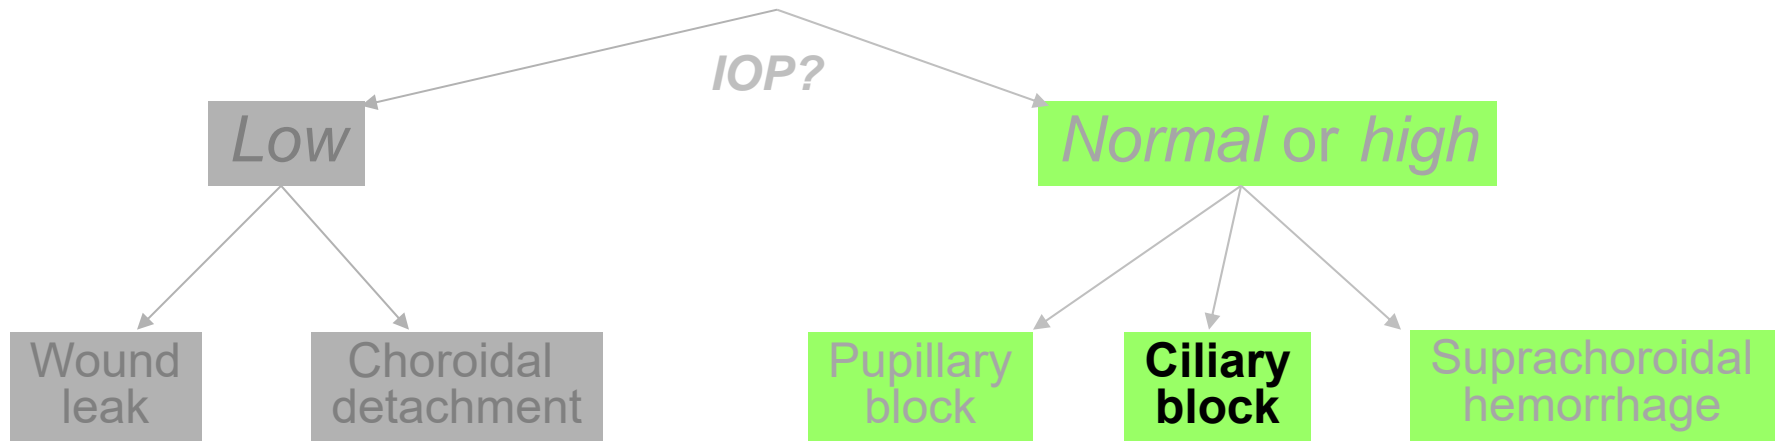 IOP?
Low
Normal or high
Wound
leak
Choroidal
detachment
Pupillary
block
Ciliary
block
Suprachoroidal
hemorrhage